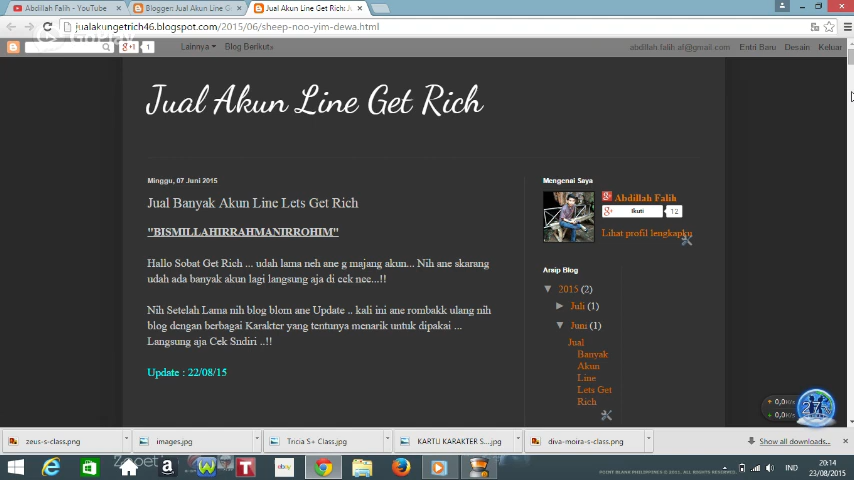 Abdillah Falih - YouTube
Blogger: Jual Akun Line G
Jual Akun Line Get Rich: J
jualakungetrich46.blogspot.com/2015/06/sheep-noo-yim-dewa.html
+1
1
Lainnya
Blog Berikut»
abdillah.falih.af@gmail.com
Entri Baru
Desain
Keluar
Jual Akun Line Get Rich
Minggu, 07 Juni 2015
Jual Banyak Akun Line Lets Get Rich
"BISMILLAHIRRAHMANIRROHIM"
Hallo Sobat Get Rich ... udah lama neh ane g majang akun... Nih ane skarang
udah ada banyak akun lagi langsung aja di cek nee...!!
Nih Setelah Lama nih blog blom ane Update .. kali ini ane rombakk ulang nih
blog dengan berbagai Karakter yang tentunya menarik untuk dipakai ...
Langsung aja Cek Sndiri ..!!
Update : 22/08/15
Mengenai Saya
Abdillah Falih
Ikuti
12
Lihat profil lengkapku
Arsip Blog
▼ 2015 (2)
► Juli (1)
▼ Juni (1)
Jual
Banyak
Akun
Line
Lets Get
Rich
0,0 K/s
0,0 K/s
27
zeus-s-class.png
images.jpg
Tricia S+ Class.jpg
KARTU KARAKTER S....jpg
diva-moira-s-class.png
Show all downloads...
ebay
IND
20:14
23/08/2015